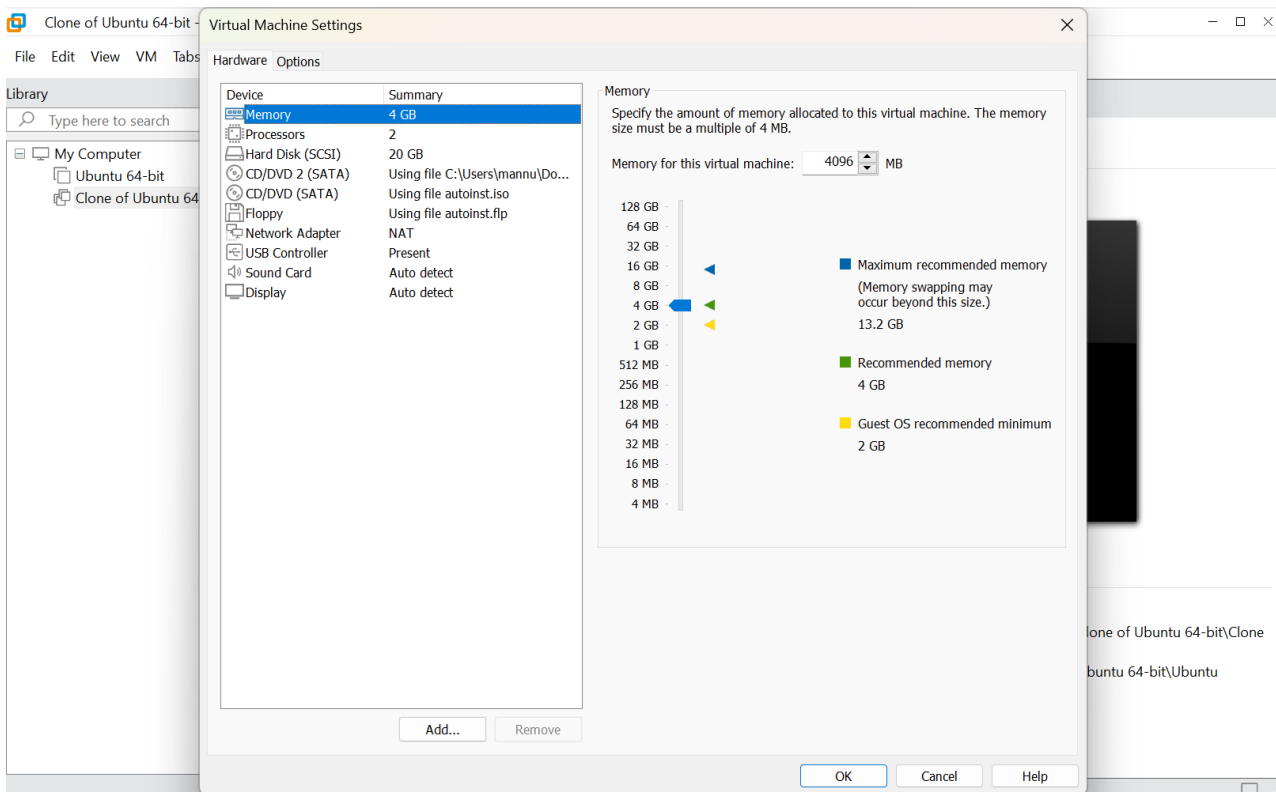 Clone of Ubuntu 64-bit -
File Edit View VM Tabs
Library
Type here to search
My Computer
Ubuntu 64-bit
Clone of Ubuntu 64
Virtual Machine Settings
Hardware Options
Device Summary
Memory 4 GB
Processors 2
Hard Disk (SCSI) 20 GB
CD/DVD 2 (SATA) Using file C:\Users\mannu\Do...
CD/DVD (SATA) Using file autoinst.iso
Floppy Using file autoinst.flp
Network Adapter NAT
USB Controller Present
Sound Card Auto detect
Display Auto detect
Add... Remove
Memory
Specify the amount of memory allocated to this virtual machine. The memory
size must be a multiple of 4 MB.
Memory for this virtual machine: 4096 MB
128 GB
64 GB
32 GB
16 GB
8 GB
4 GB
2 GB
1 GB
512 MB
256 MB
128 MB
64 MB
32 MB
16 MB
8 MB
4 MB
Maximum recommended memory
(Memory swapping may
occur beyond this size.)
13.2 GB
Recommended memory
4 GB
Guest OS recommended minimum
2 GB
OK Cancel Help
lone of Ubuntu 64-bit\Clone
buntu 64-bit\Ubuntu